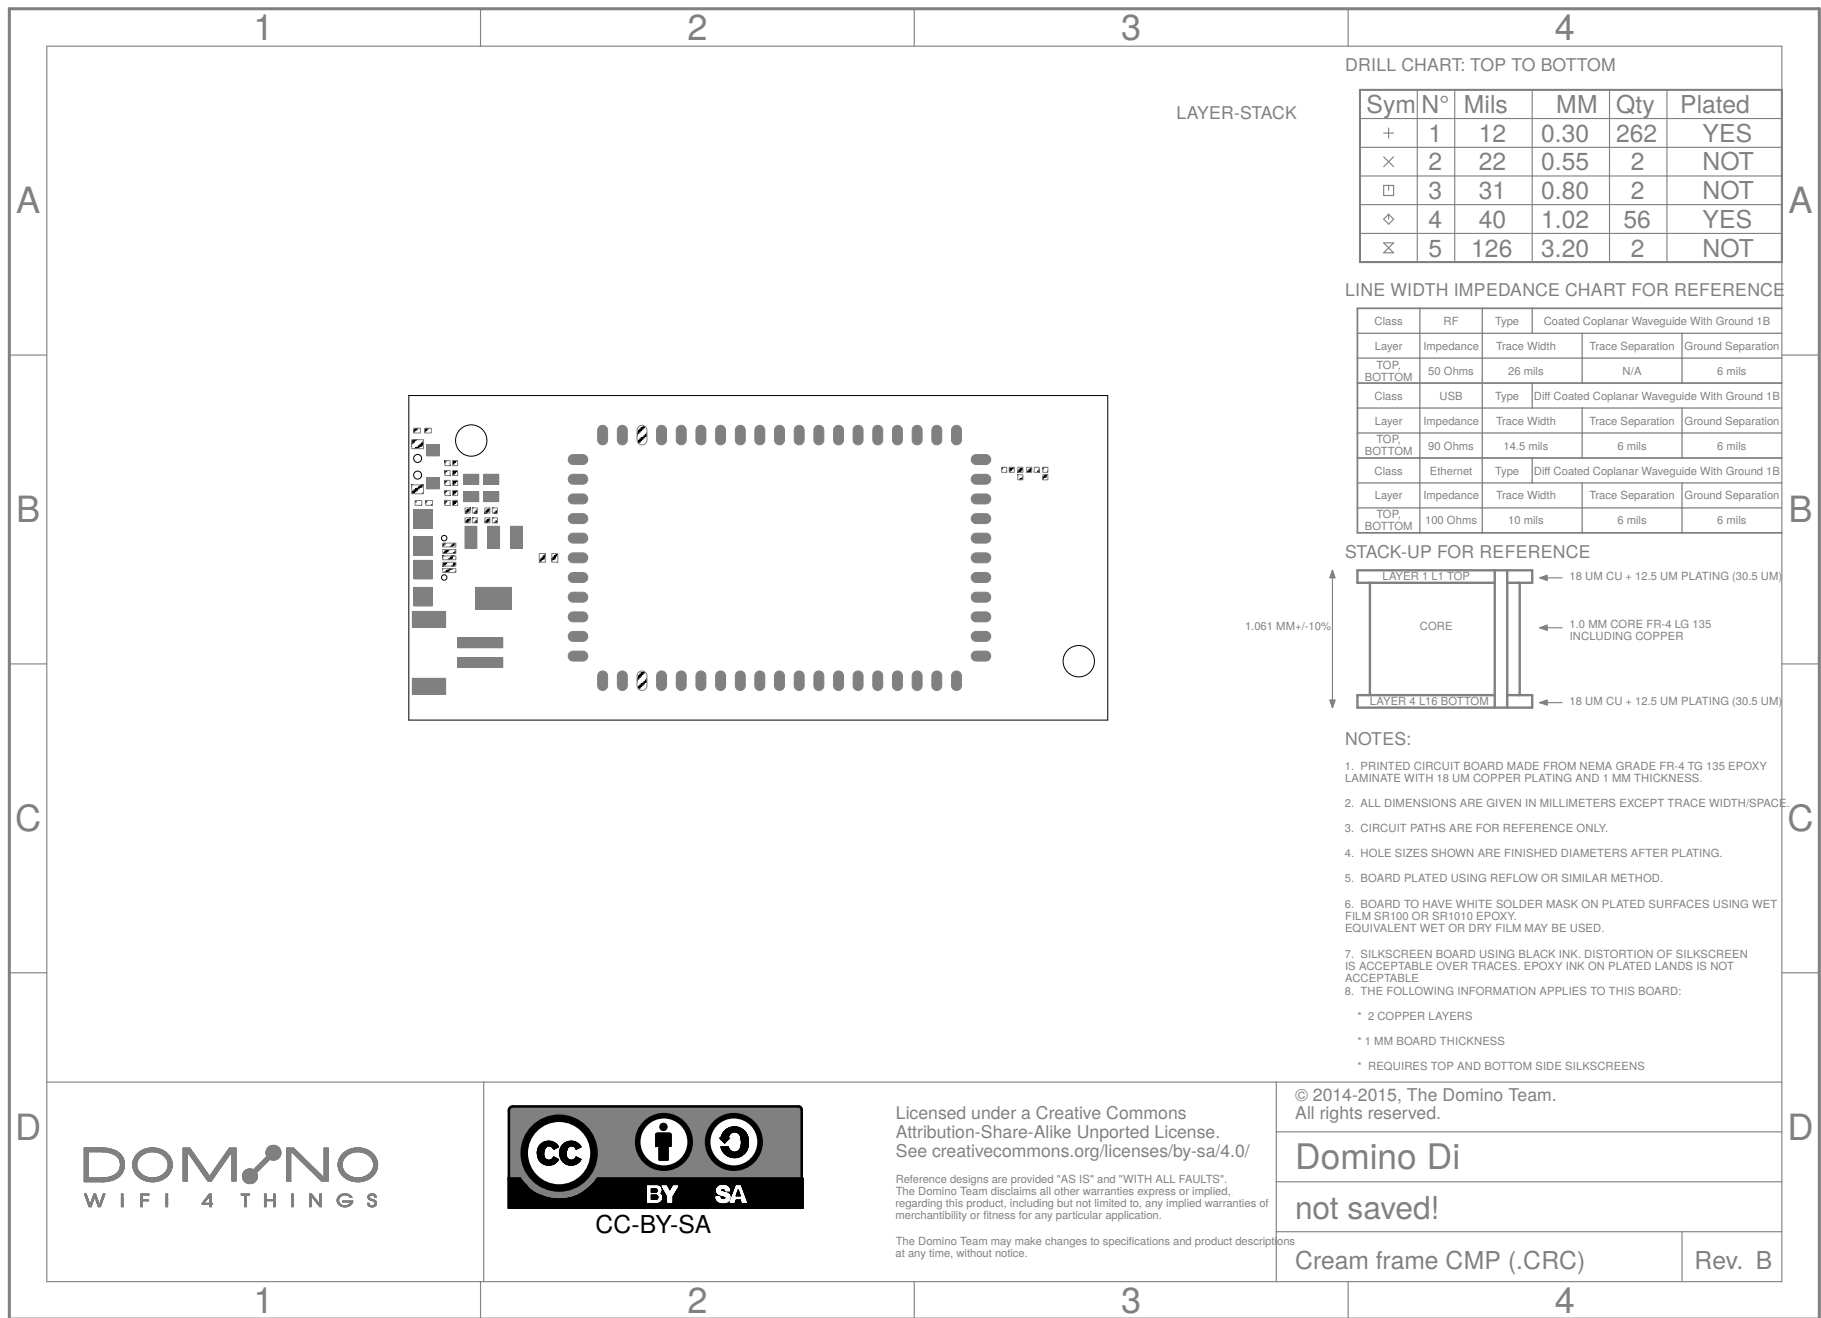 1 2 3 4
A
B
C
D
A
B
C
D
LAYER-STACK
DRILL CHART: TOP TO BOTTOM
Sym N° Mils MM Qty Plated
1 12 0.30 262 YES
2 22 0.55 2 NOT
3 31 0.80 2 NOT
4 40 1.02 56 YES
5 126 3.20 2 NOT
LINE WIDTH IMPEDANCE CHART FOR REFERENCE
Class RF Type Coated Coplanar Waveguide With Ground 1B
Layer Impedance Trace Width Trace Separation Ground Separation
TOP,
BOTTOM 50 Ohms 26 mils N/A 6 mils
Class USB Type Diff Coated Coplanar Waveguide With Ground 1B
Layer Impedance Trace Width Trace Separation Ground Separation
TOP,
BOTTOM 90 Ohms 14.5 mils 6 mils 6 mils
Class Ethernet Type Diff Coated Coplanar Waveguide With Ground 1B
Layer Impedance Trace Width Trace Separation Ground Separation
TOP,
BOTTOM 100 Ohms 10 mils 6 mils 6 mils
STACK-UP FOR REFERENCE
LAYER 1 L1 TOP 18 UM CU + 12.5 UM PLATING (30.5 UM)
1.061 MM+/-10% CORE 1.0 MM CORE FR-4 LG 135
INCLUDING COPPER
LAYER 4 L16 BOTTOM 18 UM CU + 12.5 UM PLATING (30.5 UM)
NOTES:
1. PRINTED CIRCUIT BOARD MADE FROM NEMA GRADE FR-4 TG 135 EPOXY
LAMINATE WITH 18 UM COPPER PLATING AND 1 MM THICKNESS.
2. ALL DIMENSIONS ARE GIVEN IN MILLIMETERS EXCEPT TRACE WIDTH/SPACE.
3. CIRCUIT PATHS ARE FOR REFERENCE ONLY.
4. HOLE SIZES SHOWN ARE FINISHED DIAMETERS AFTER PLATING.
5. BOARD PLATED USING REFLOW OR SIMILAR METHOD.
6. BOARD TO HAVE WHITE SOLDER MASK ON PLATED SURFACES USING WET
FILM SR100 OR SR1010 EPOXY.
EQUIVALENT WET OR DRY FILM MAY BE USED.
7. SILKSCREEN BOARD USING BLACK INK. DISTORTION OF SILKSCREEN
IS ACCEPTABLE OVER TRACES. EPOXY INK ON PLATED LANDS IS NOT
ACCEPTABLE
8. THE FOLLOWING INFORMATION APPLIES TO THIS BOARD:
* 2 COPPER LAYERS
* 1 MM BOARD THICKNESS
* REQUIRES TOP AND BOTTOM SIDE SILKSCREENS
DOMINO
WIFI 4 THINGS
cc
BY SA
CC-BY-SA
Licensed under a Creative Commons
Attribution-Share-Alike Unported License.
See creativecommons.org/licenses/by-sa/4.0/
Reference designs are provided "AS IS" and "WITH ALL FAULTS".
The Domino Team disclaims all other warranties express or implied,
regarding this product, including but not limited to, any implied warranties of
merchantibility or fitness for any particular application.
The Domino Team may make changes to specifications and product descriptions
at any time, without notice.
© 2014-2015, The Domino Team.
All rights reserved.
Domino Di
not saved!
Cream frame CMP (.CRC) Rev. B
1 2 3 4